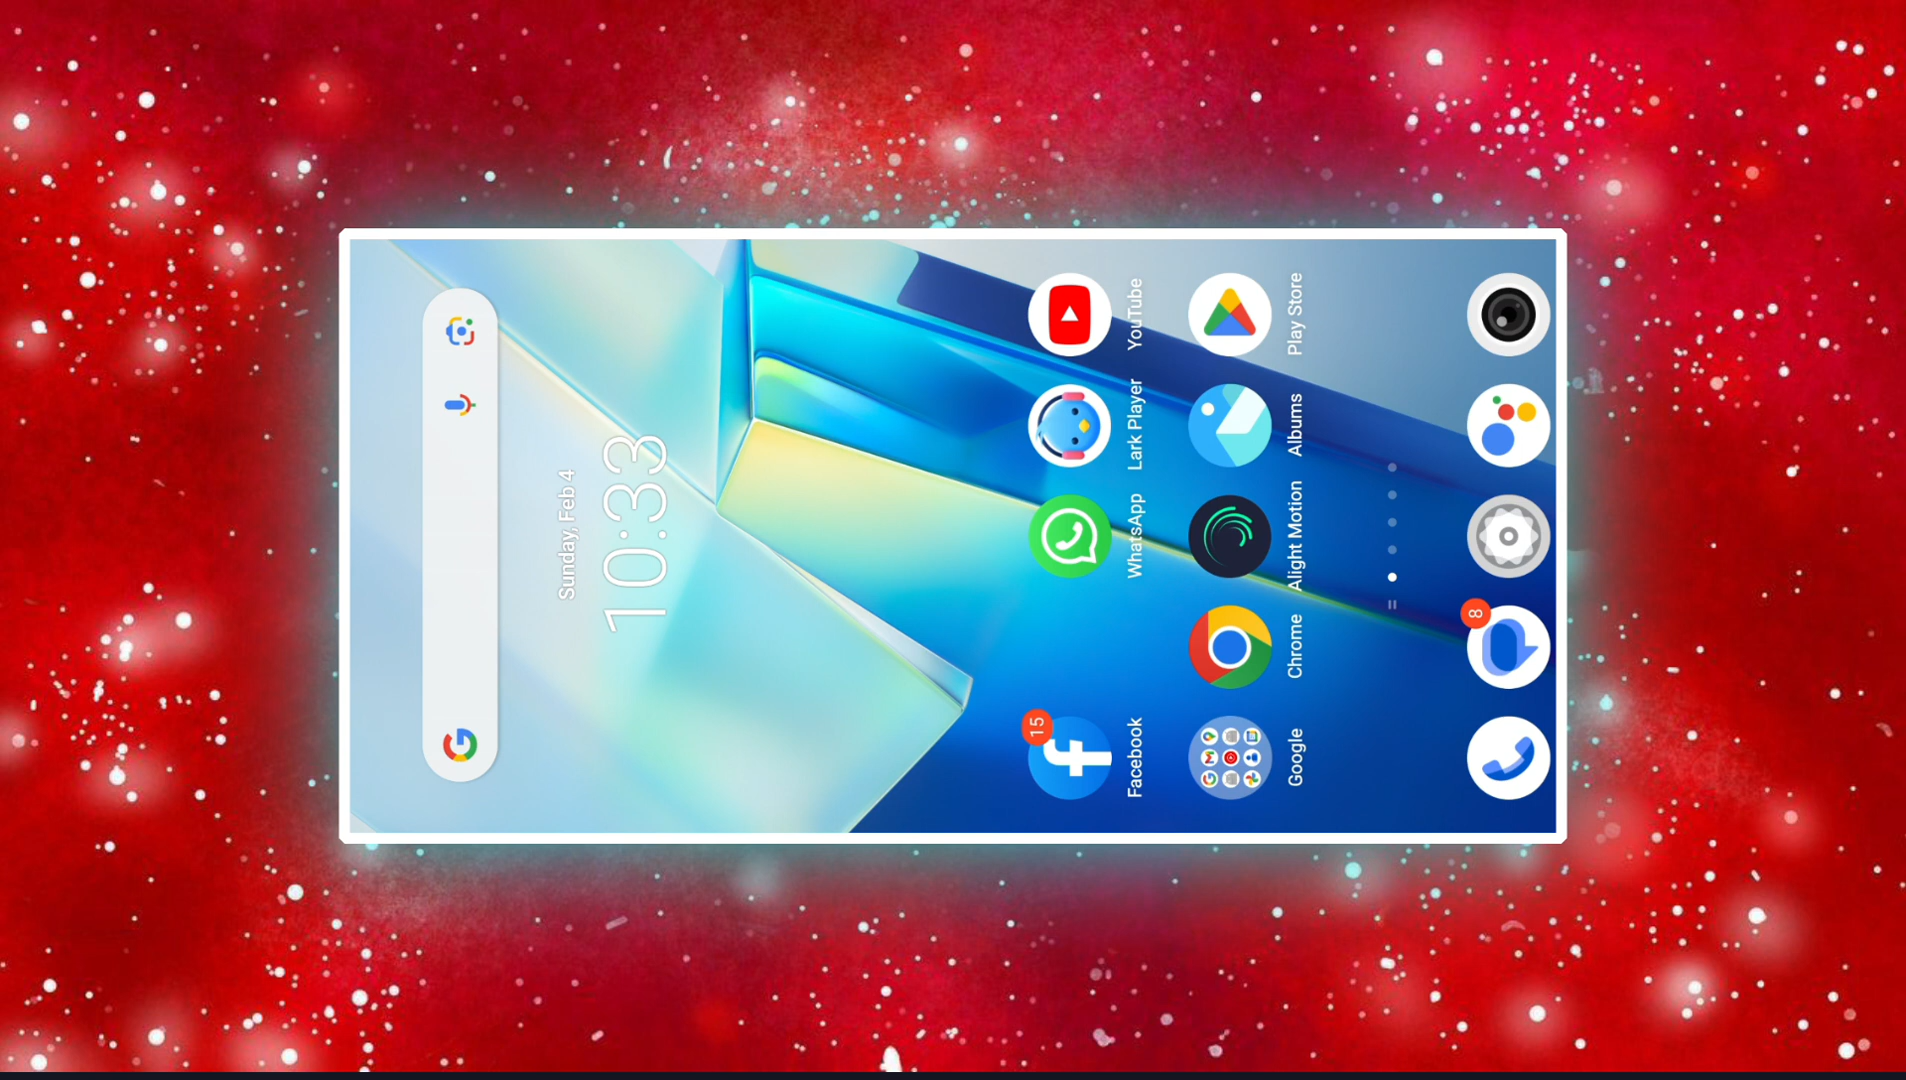 Sunday, Feb 4
10:33
15
Facebook
WhatsApp
Lark Player
YouTube
Google
Chrome
Alight Motion
Albums
Play Store
8